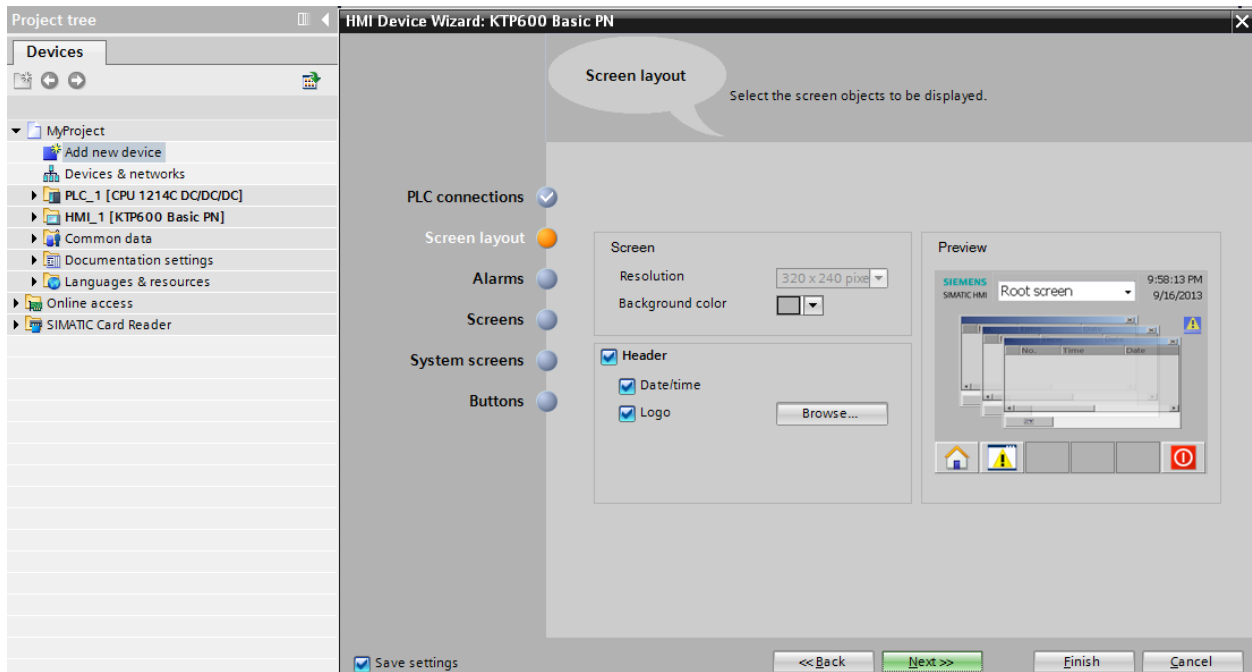 Project tree
Devices
MyProject
Add new device
Devices & networks
PLC_1 [CPU 1214C DC/DC/DC]
HMI_1 [KTP600 Basic PN]
Common data
Documentation settings
Languages & resources
Online access
SIMATIC Card Reader
HMI Device Wizard: KTP600 Basic PN
Screen layout
Select the screen objects to be displayed.
PLC connections
Screen layout
Alarms
Screens
System screens
Buttons
Screen
Resolution
320 x 240 pixe
Background color
Header
Date/time
Logo
Browse...
Preview
SIEMENS
SIMATIC HMI
Root screen
9:58:13 PM
9/16/2013
No. Time Date
Save settings
<< Back
Next >>
Finish
Cancel